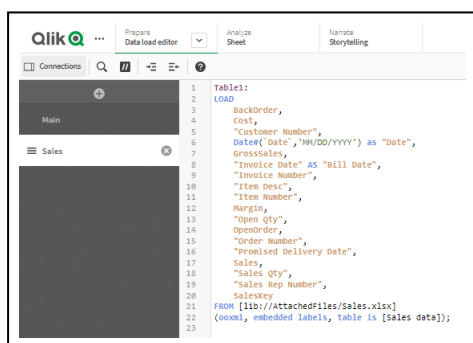 Qlik ... Prepare Data load editor Analyze Sheet Narrate Storytelling
Connections
Main
Sales
1 Table1:
2 LOAD
3 BackOrder,
4 Cost,
5 "Customer Number",
6 Date#(`Date`,'MM/DD/YYYY') as "Date",
7 GrossSales,
8 "Invoice Date" AS "Bill Date",
9 "Invoice Number",
10 "Item Desc",
11 "Item Number",
12 Margin,
13 "Open Qty",
14 OpenOrder,
15 "Order Number",
16 "Promised Delivery Date",
17 Sales,
18 "Sales Qty",
19 "Sales Rep Number",
20 SalesKey
21 FROM [lib://AttachedFiles/Sales.xlsx]
22 (ooxml, embedded labels, table is [Sales data]);
23